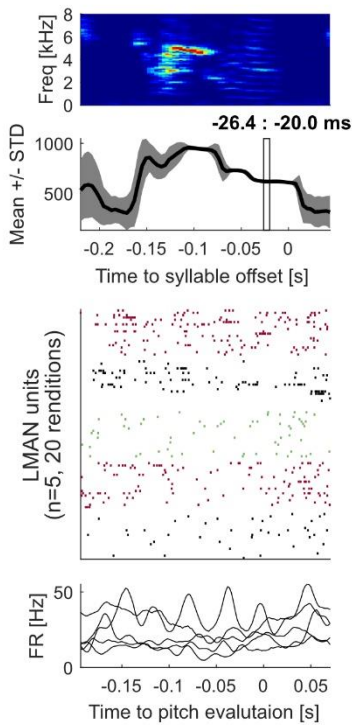 8
6
4
2
0
Freq [kHz]
-26.4 : -20.0 ms
1000
500
Mean +/- STD
-0.2 -0.15 -0.1 -0.05 0
Time to syllable offset [s]
LMAN units
(n=5, 20 renditions)
50
0
FR [Hz]
-0.15 -0.1 -0.05 0 0.05
Time to pitch evalutaion [s]